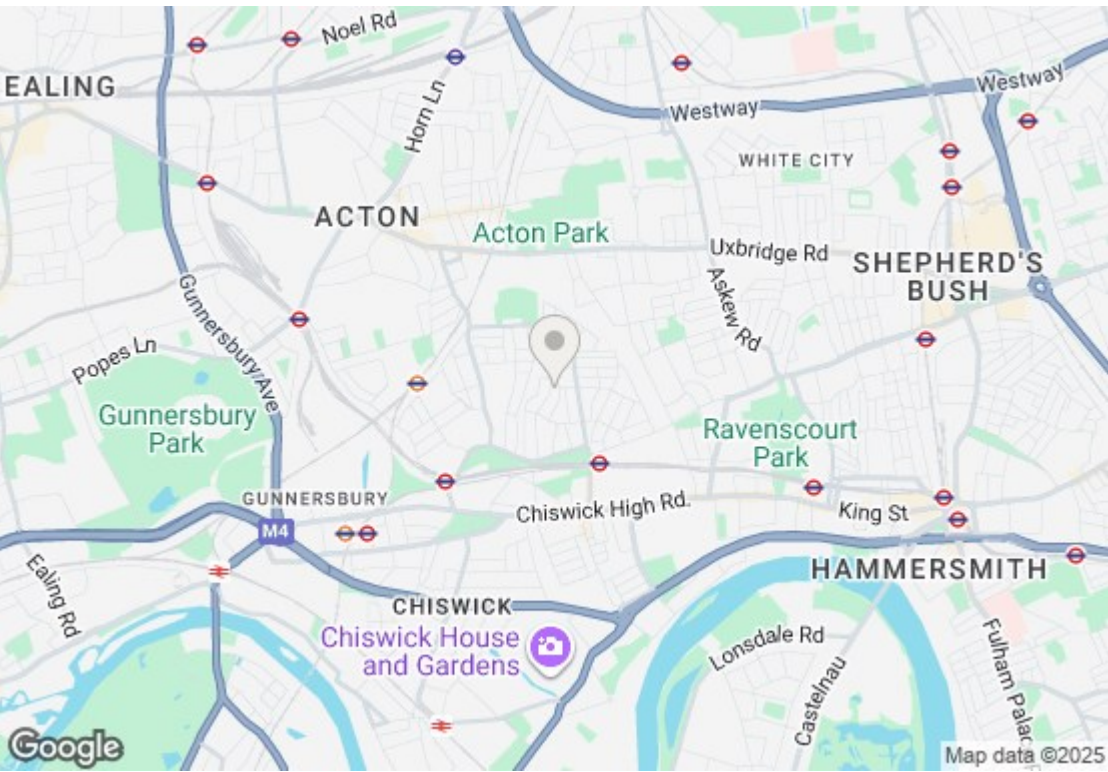 Noel Rd
EALING
Horn Ln
Westway
Westway
WHITE CITY
ACTON
Acton Park
Uxbridge Rd
SHEPHERD'S
BUSH
Askew Rd
Gunnersbury Ave
Popes Ln
Gunnersbury
Park
Ravenscourt
Park
GUNNERSBURY
Chiswick High Rd.
King St
M4
Ealing Rd
HAMMERSMITH
CHISWICK
Chiswick House
and Gardens
Lonsdale Rd
Castelnau
Fulham Palac
Google
Map data ©2025